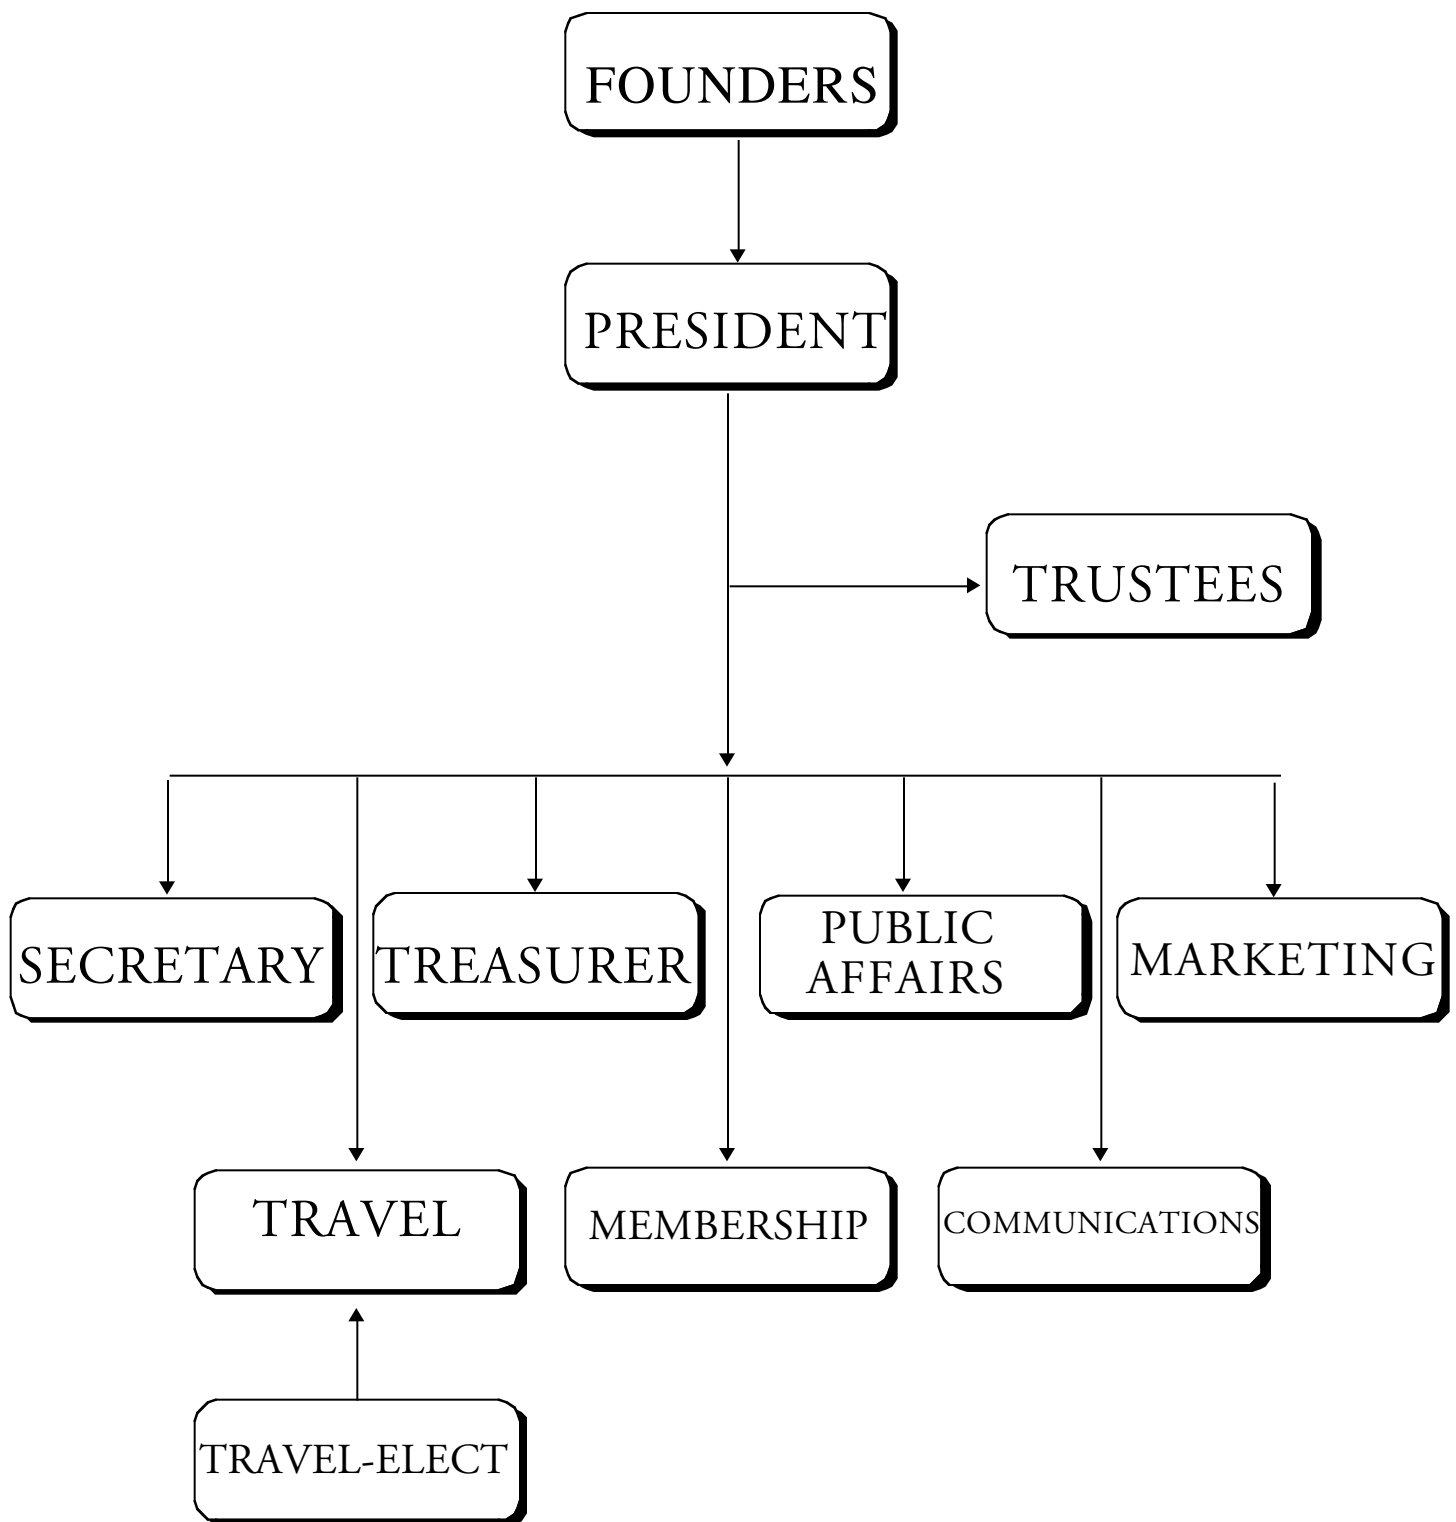 FOUNDERS
PRESIDENT
TRUSTEES
SECRETARY
TREASURER
PUBLIC
AFFAIRS
MARKETING
TRAVEL
MEMBERSHIP
COMMUNICATIONS
TRAVEL-ELECT